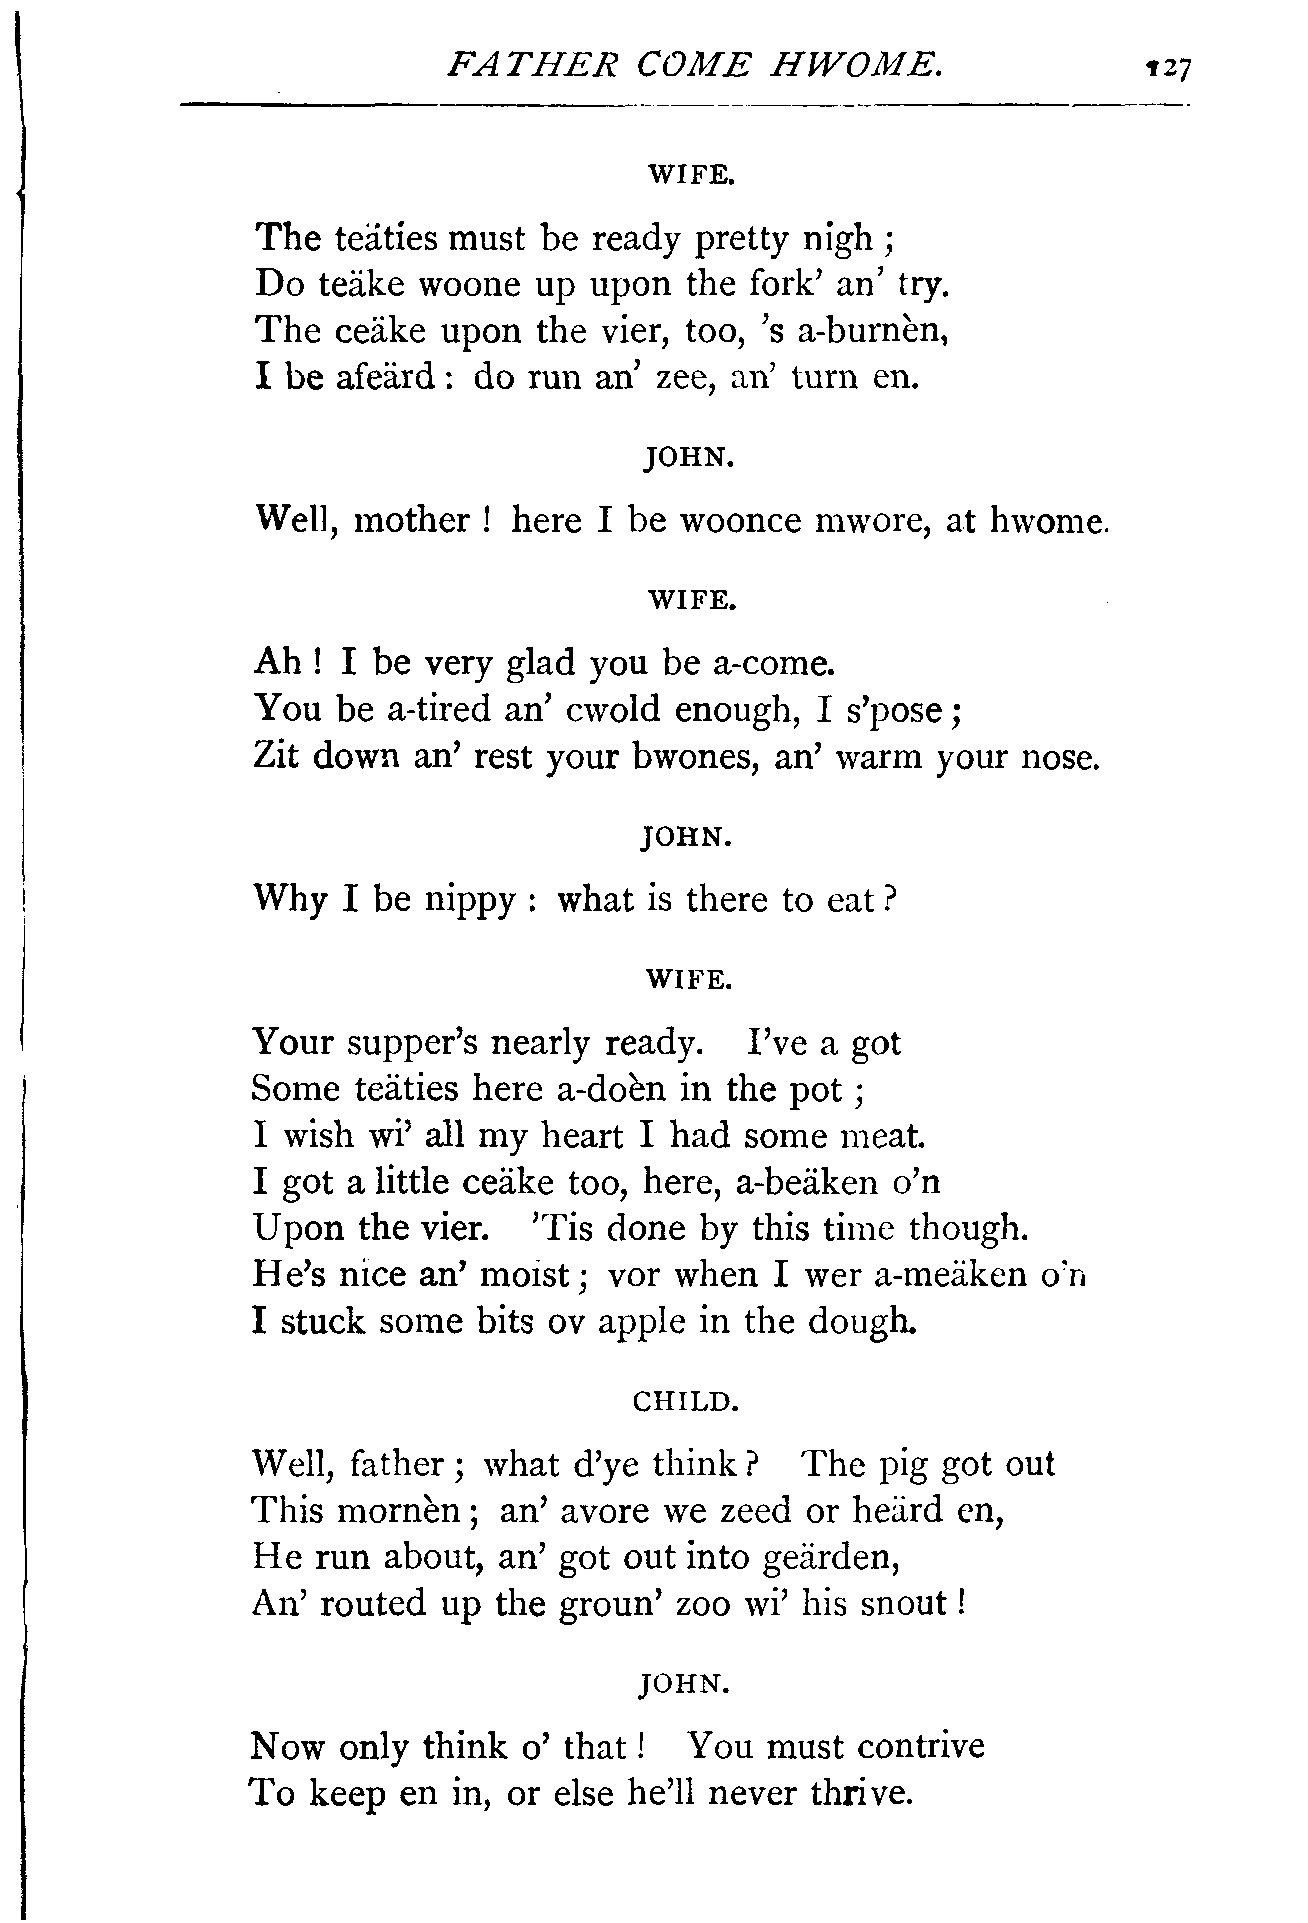 FATHER COME HWOME. 127
WIFE.
The teäties must be ready pretty nigh ;
Do teäke woone up upon the fork’ an’ try.
The ceäke upon the vier, too, ’s a-burnèn,
I be afeärd : do run an’ zee, an’ turn en.
JOHN.
Well, mother ! here I be woonce mwore, at hwome.
WIFE.
Ah ! I be very glad you be a-come.
You be a-tired an’ cwold enough, I s’pose ;
Zit down an’ rest your bwones, an’ warm your nose.
JOHN.
Why I be nippy : what is there to eat ?
WIFE.
Your supper’s nearly ready. I’ve a got
Some teäties here a-doèn in the pot ;
I wish wi’ all my heart I had some meat.
I got a little ceäke too, here, a-beäken o’n
Upon the vier. ’Tis done by this time though.
He’s nice an’ moist ; vor when I wer a-meäken o’n
I stuck some bits ov apple in the dough.
CHILD.
Well, father ; what d’ye think ? The pig got out
This mornèn ; an’ avore we zeed or heärd en,
He run about, an’ got out into geärden,
An’ routed up the groun’ zoo wi’ his snout !
JOHN.
Now only think o’ that ! You must contrive
To keep en in, or else he’ll never thrive.